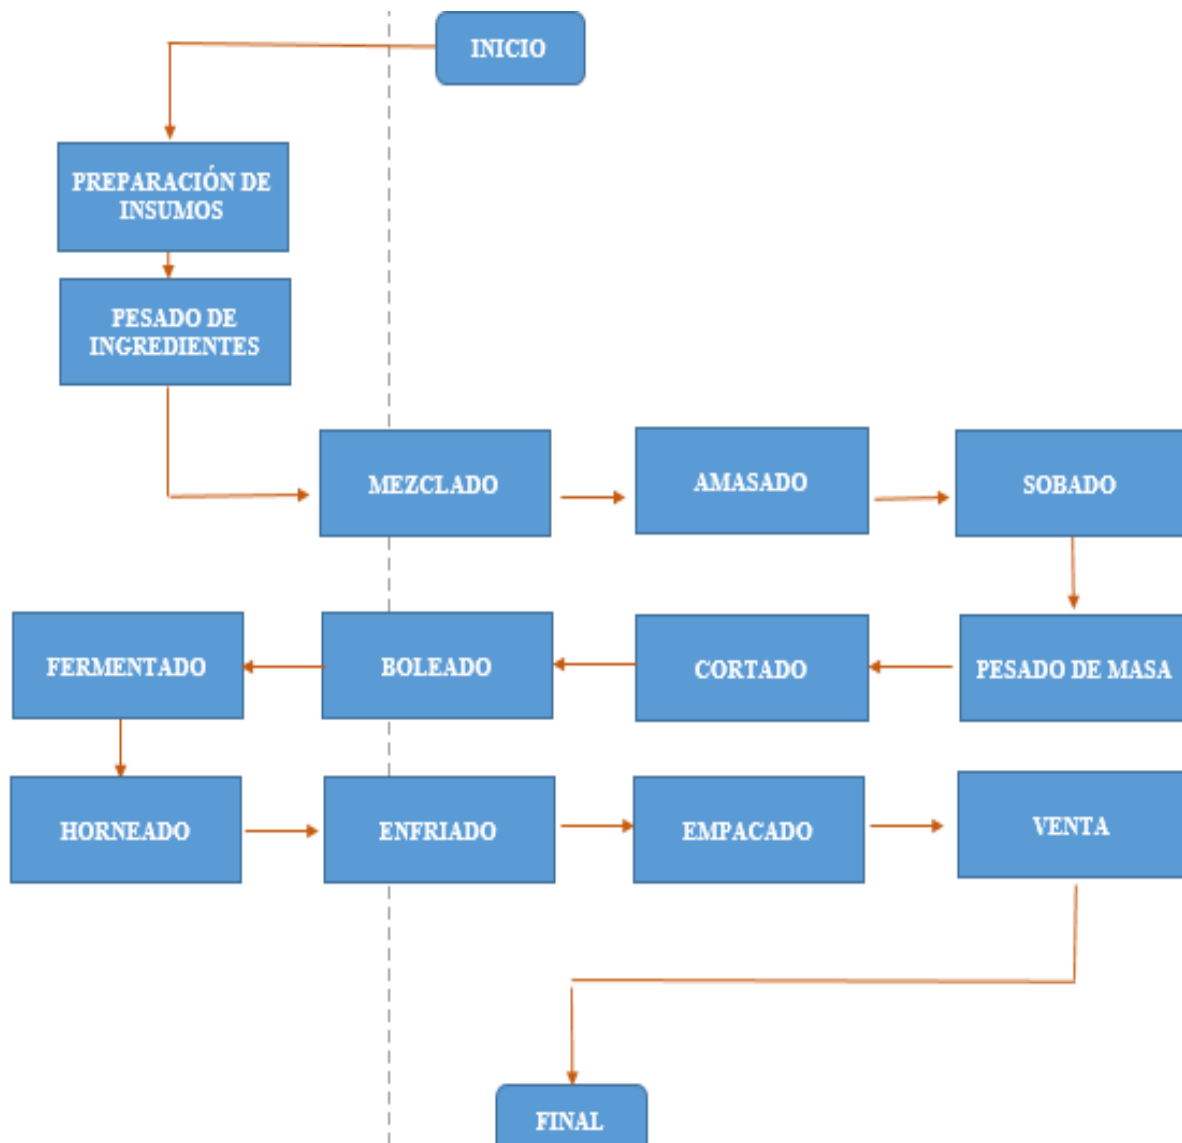 INICIO
PREPARACIÓN DE
INSUMOS
PESADO DE
INGREDIENTES
MEZCLADO
AMASADO
SOBADO
PESADO DE MASA
CORTADO
BOLEADO
FERMENTADO
HORNEADO
ENFRIADO
EMPACADO
VENTA
FINAL